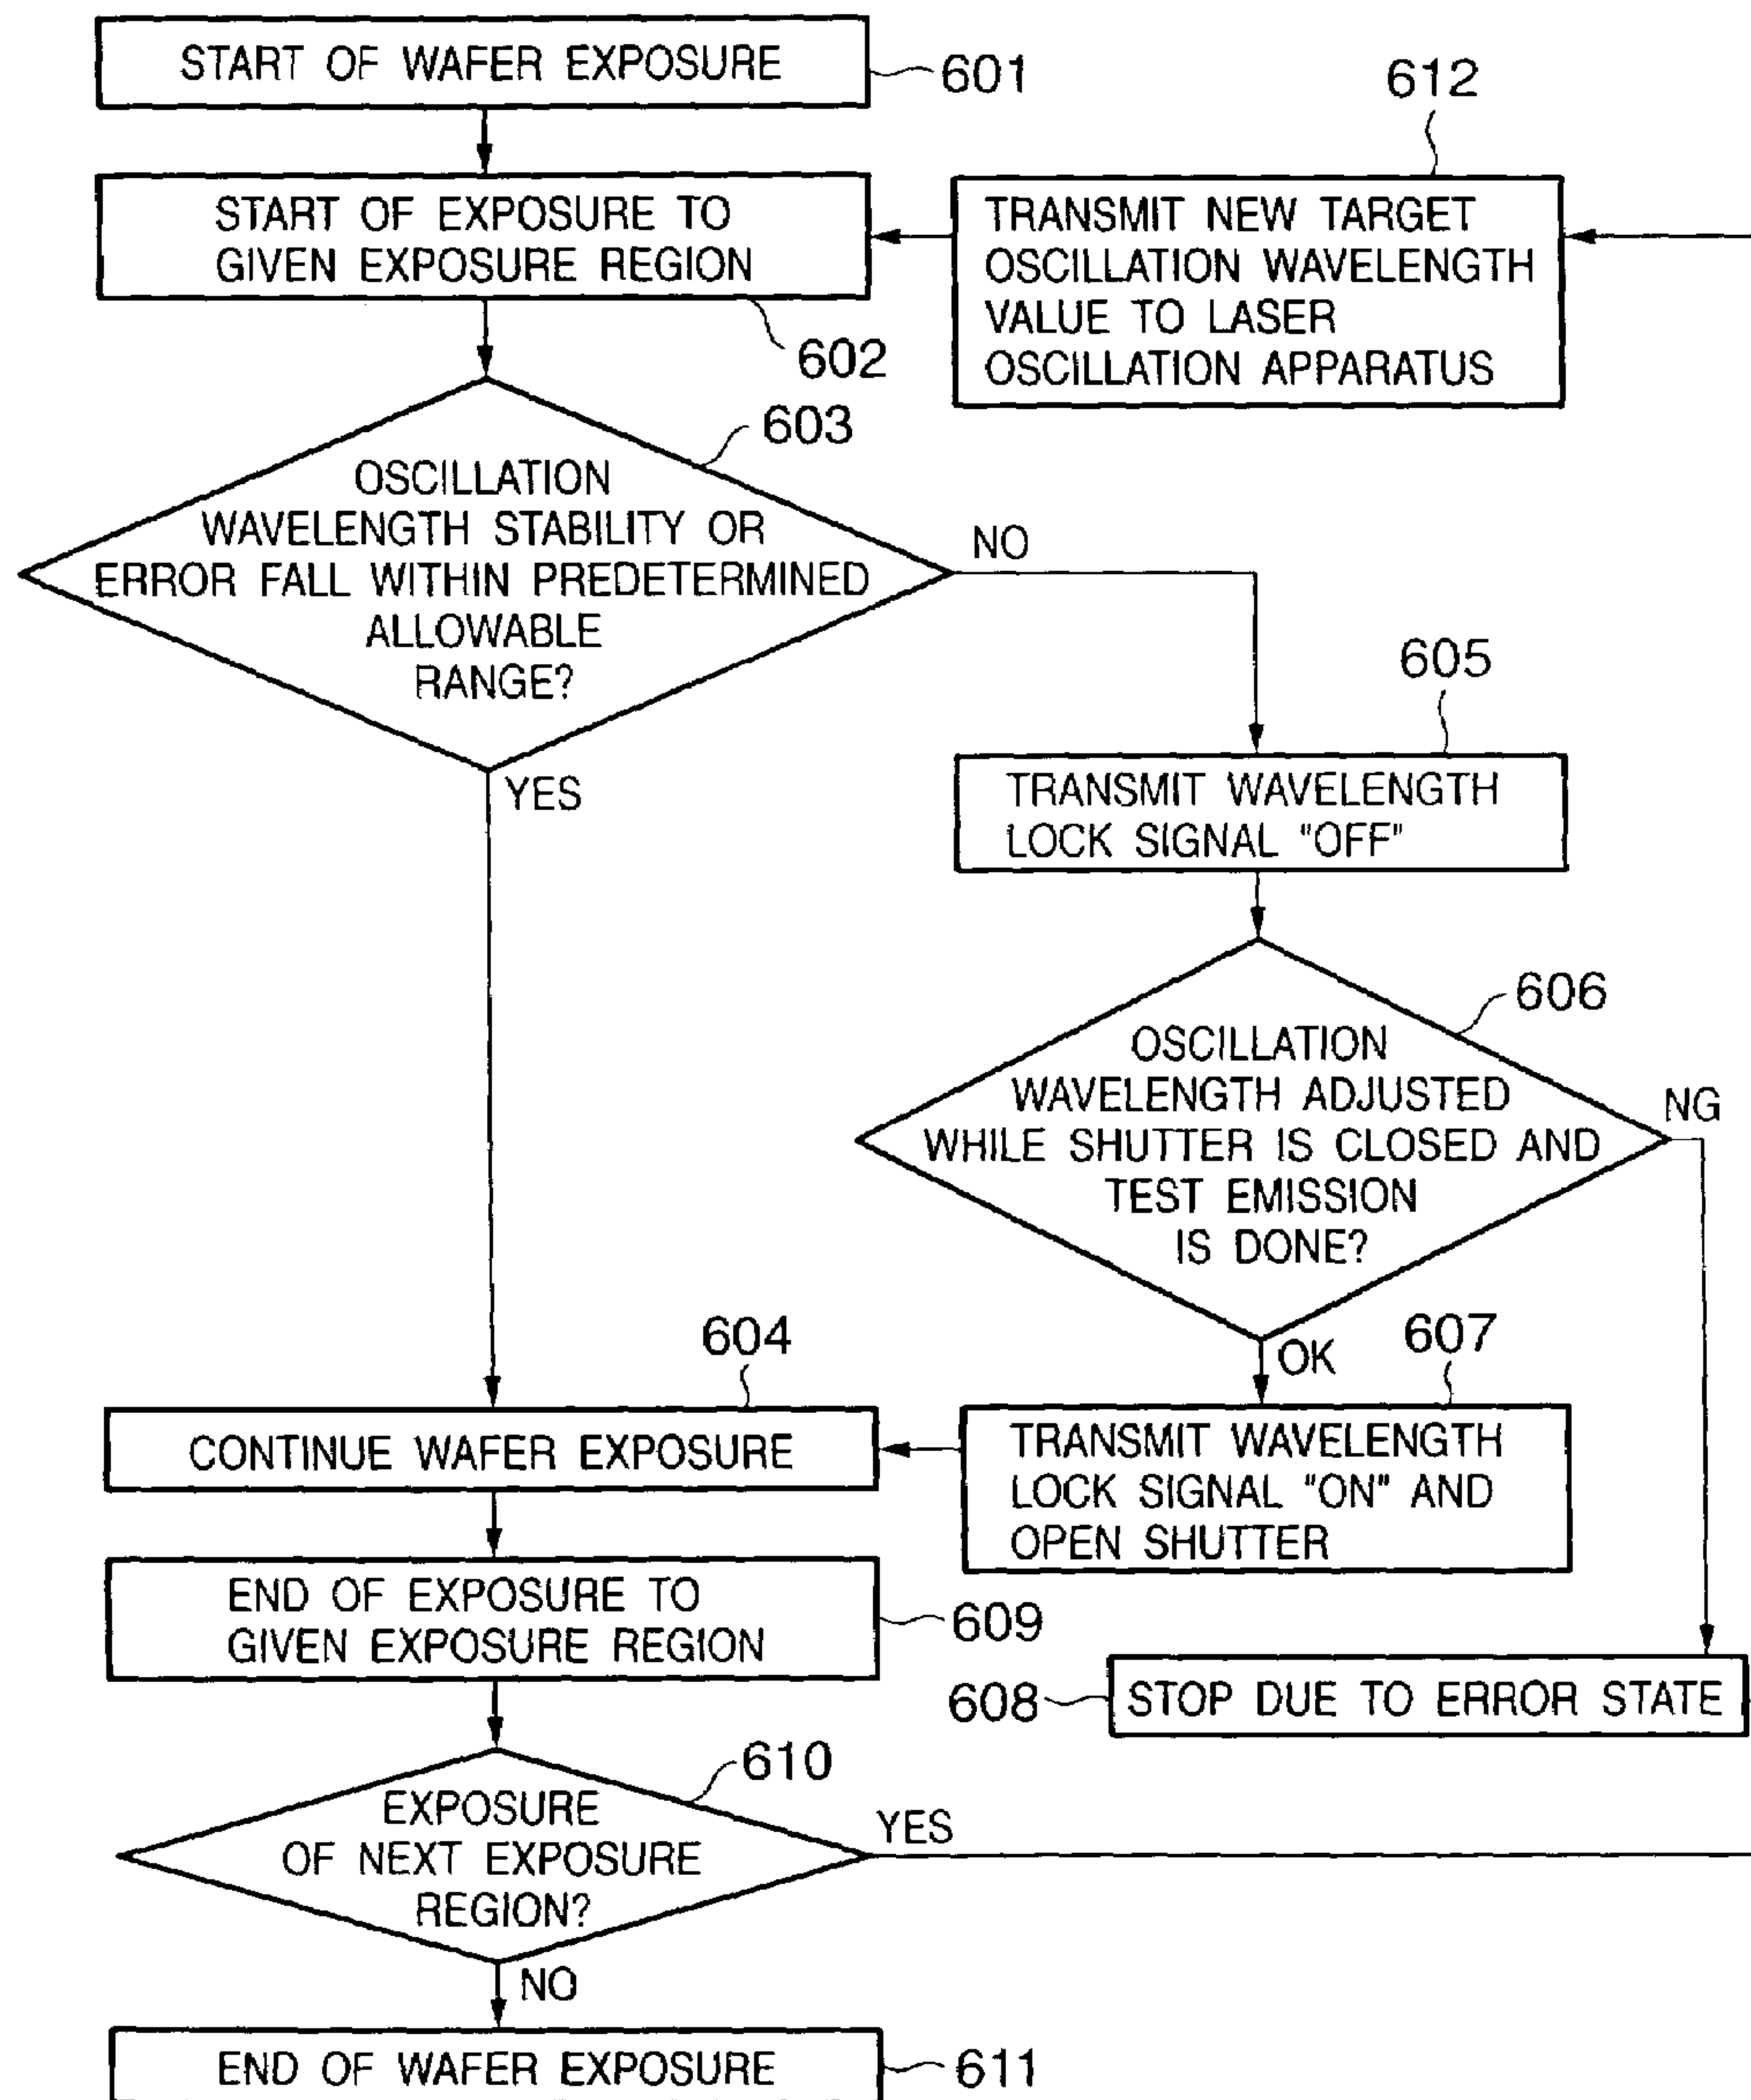 START OF WAFER EXPOSURE
601
612
START OF EXPOSURE TO
GIVEN EXPOSURE REGION
602
TRANSMIT NEW TARGET
OSCILLATION WAVELENGTH
VALUE TO LASER
OSCILLATION APPARATUS
603
OSCILLATION
WAVELENGTH STABILITY OR
ERROR FALL WITHIN PREDETERMINED
ALLOWABLE
RANGE?
NO
YES
605
TRANSMIT WAVELENGTH
LOCK SIGNAL "OFF"
606
OSCILLATION
WAVELENGTH ADJUSTED
WHILE SHUTTER IS CLOSED AND
TEST EMISSION
IS DONE?
NG
OK
604
CONTINUE WAFER EXPOSURE
607
TRANSMIT WAVELENGTH
LOCK SIGNAL "ON" AND
OPEN SHUTTER
END OF EXPOSURE TO
GIVEN EXPOSURE REGION
609
608
STOP DUE TO ERROR STATE
610
EXPOSURE
OF NEXT EXPOSURE
REGION?
YES
NO
END OF WAFER EXPOSURE
611